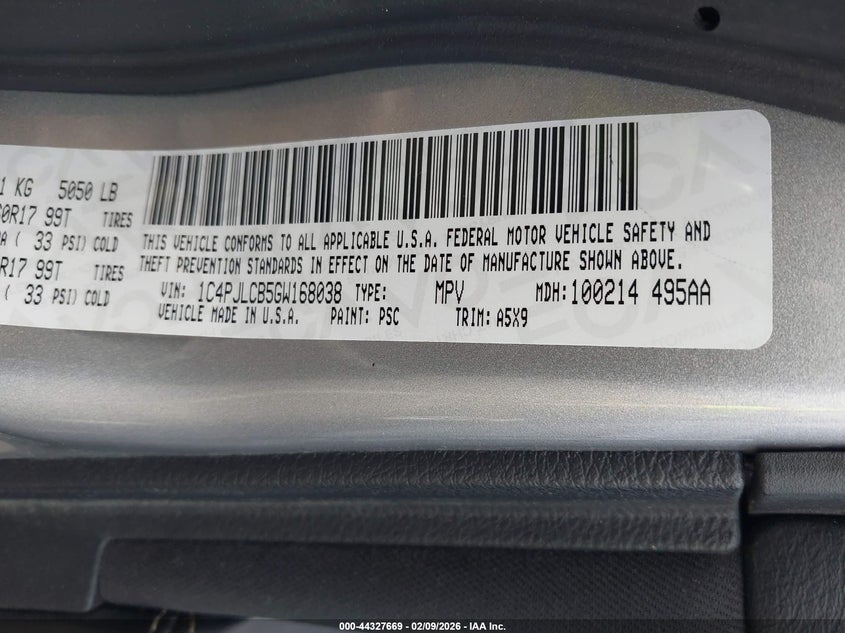 1 KG 5050 LB
0R17 99T TIRES
A ( 33 PSI) COLD
R17 99T TIRES
( 33 PSI) COLD
THIS VEHICLE CONFORMS TO ALL APPLICABLE U.S.A. FEDERAL MOTOR VEHICLE SAFETY AND
THEFT PREVENTION STANDARDS IN EFFECT ON THE DATE OF MANUFACTURE SHOWN ABOVE.
VIN: 1C4PJLCB5GW168038 TYPE: MPV MDH:100214 495AA
VEHICLE MADE IN U.S.A. PAINT: PSC TRIM: A5X9
000-44327669 — 02/09/2026 — IAA Inc.